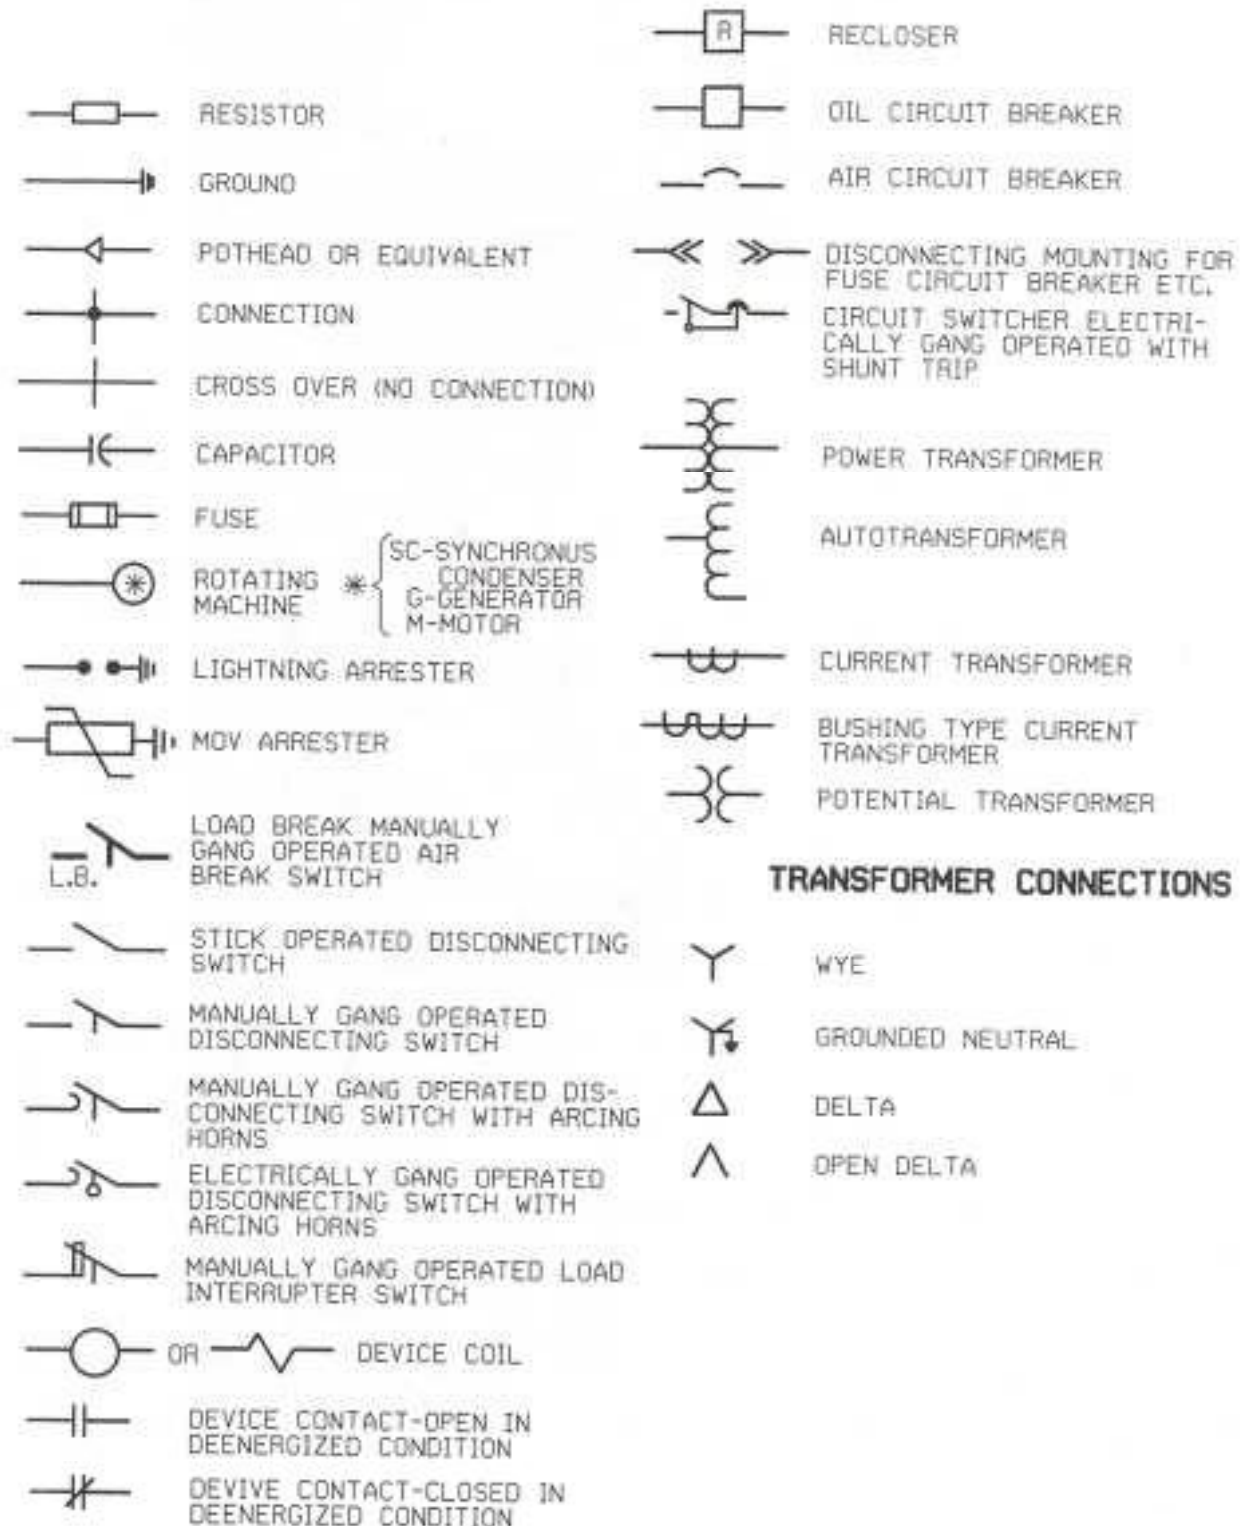 RESISTOR
GROUND
POTHEAD OR EQUIVALENT
CONNECTION
CROSS OVER (NO CONNECTION)
CAPACITOR
FUSE
ROTATING
MACHINE
*
SC-SYNCHRONUS
CONDENSER
G-GENERATOR
M-MOTOR
*
LIGHTNING ARRESTER
MOV ARRESTER
L.B.
LOAD BREAK MANUALLY
GANG OPERATED AIR
BREAK SWITCH
STICK OPERATED DISCONNECTING
SWITCH
MANUALLY GANG OPERATED
DISCONNECTING SWITCH
MANUALLY GANG OPERATED DIS-
CONNECTING SWITCH WITH ARCING
HORNS
ELECTRICALLY GANG OPERATED
DISCONNECTING SWITCH WITH
ARCING HORNS
MANUALLY GANG OPERATED LOAD
INTERRUPTER SWITCH
OR DEVICE COIL
DEVICE CONTACT-OPEN IN
DEENERGIZED CONDITION
DEVIVE CONTACT-CLOSED IN
DEENERGIZED CONDITION
R RECLOSER
OIL CIRCUIT BREAKER
AIR CIRCUIT BREAKER
DISCONNECTING MOUNTING FOR
FUSE CIRCUIT BREAKER ETC.
CIRCUIT SWITCHER ELECTRI-
CALLY GANG OPERATED WITH
SHUNT TRIP
POWER TRANSFORMER
AUTOTRANSFORMER
CURRENT TRANSFORMER
BUSHING TYPE CURRENT
TRANSFORMER
POTENTIAL TRANSFORMER
TRANSFORMER CONNECTIONS
WYE
GROUNDED NEUTRAL
DELTA
OPEN DELTA